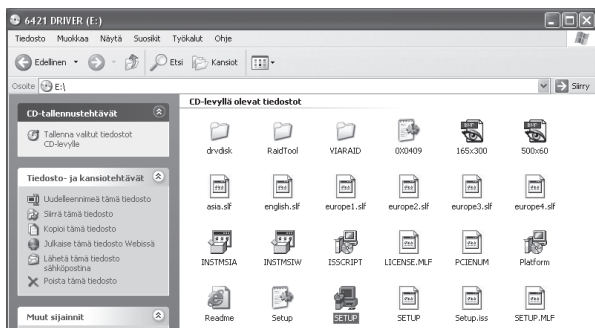 6421 DRIVER (E:)
Tiedosto Muokkaa Näytä Suosikit Työkalut Ohje
Edellinen Etsi Kansiot
Osoite E:\ Siirry
CD-levyllä olevat tiedostot
CD-tallennustehtävät
Tallenna valitut tiedostot
CD-levylle
Tiedosto- ja kansiotehtävät
Uudelleennimeä tämä tiedosto
Siirrä tämä tiedosto
Kopioi tämä tiedosto
Julkaise tämä tiedosto Webissä
Lähetä tämä tiedosto
sähköpostina
Poista tämä tiedosto
Muut sijainnit
drvdisk RaidTool VIARAID 0X0409 165x300 500x60
asia.slf english.slf europe1.slf europe2.slf europe3.slf europe4.slf
INSTMSIA INSTMSIW ISSCRIPT LICENSE.MLF PCIENUM Platform
Readme Setup SETUP SETUP Setup.iss SETUP.MLF